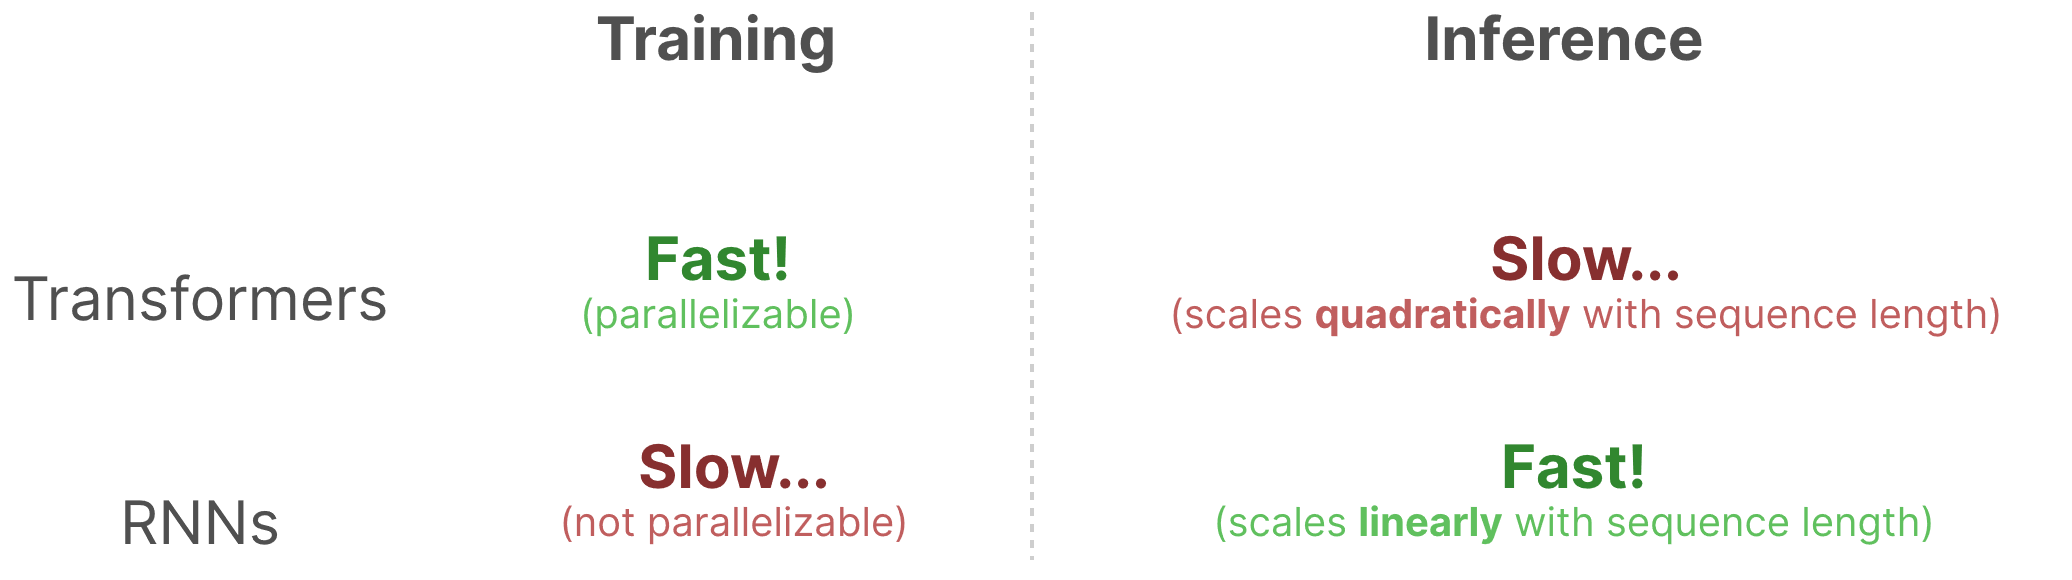 Training
Inference
Transformers
Fast!
(parallelizable)
Slow...
(scales quadratically with sequence length)
RNNs
Slow...
(not parallelizable)
Fast!
(scales linearly with sequence length)